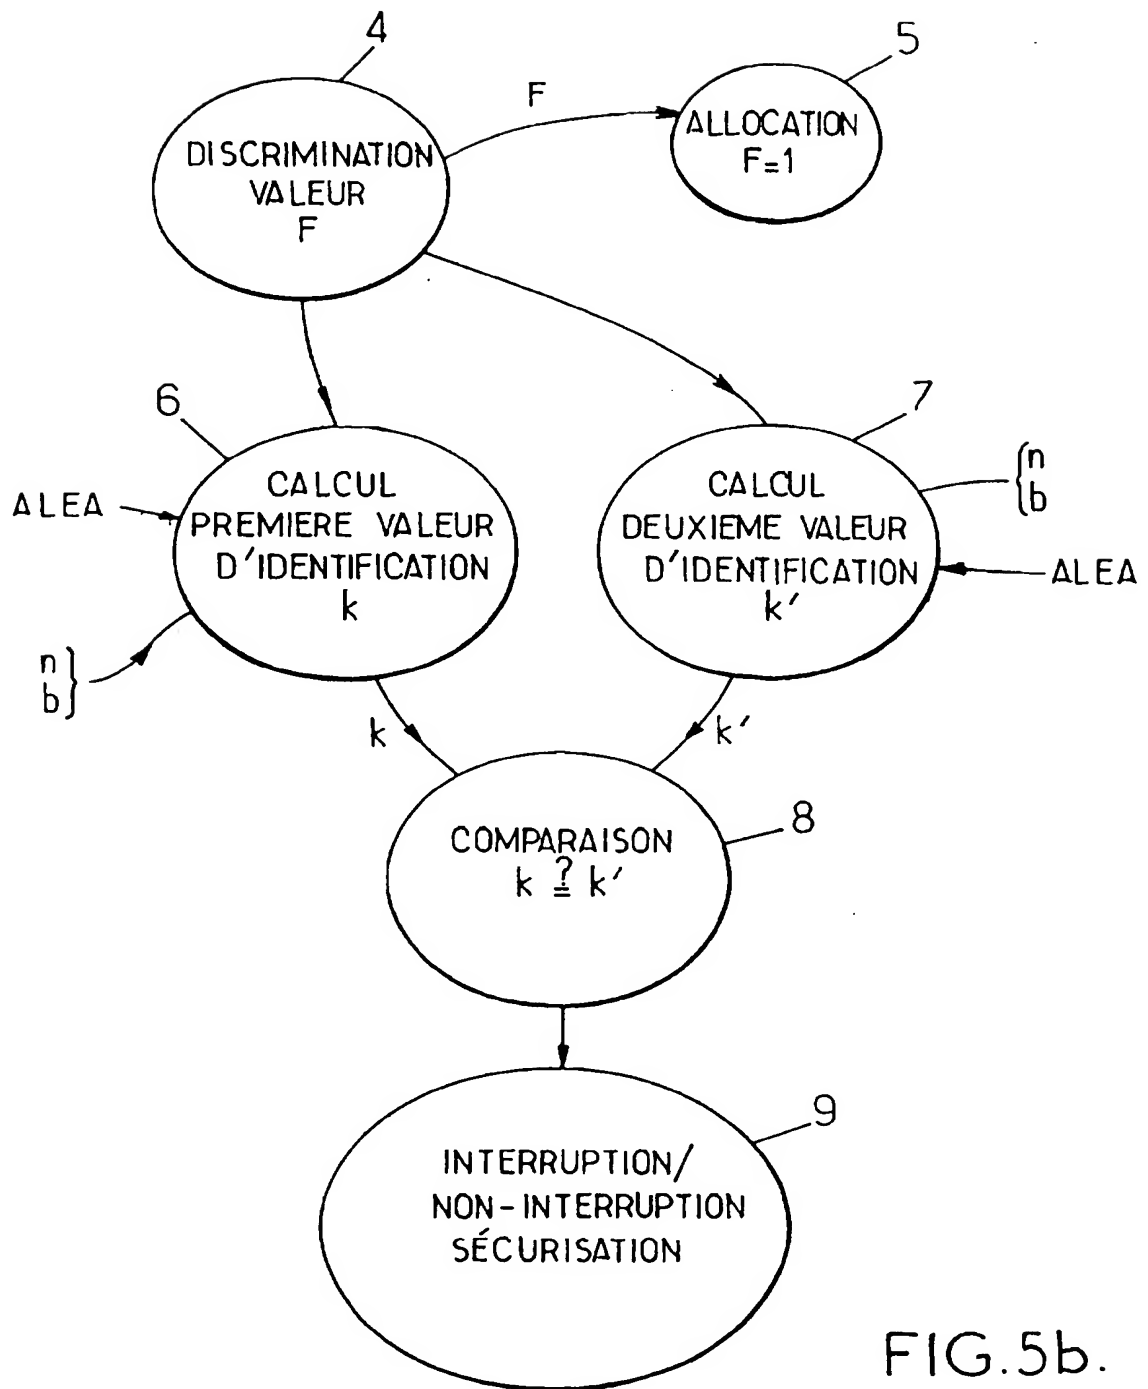 4
5
F
ALLOCATION
F=1
DISCRIMINATION
VALEUR
F
6
7
ALEA
CALCUL
PREMIERE VALEUR
D'IDENTIFICATION
k
n
b}
CALCUL
DEUXIEME VALEUR
D'IDENTIFICATION
k'
{n
b
ALEA
k
k'
8
COMPARAISON
k ≟ k'
9
INTERRUPTION/
NON-INTERRUPTION
SÉCURISATION
FIG.5b.